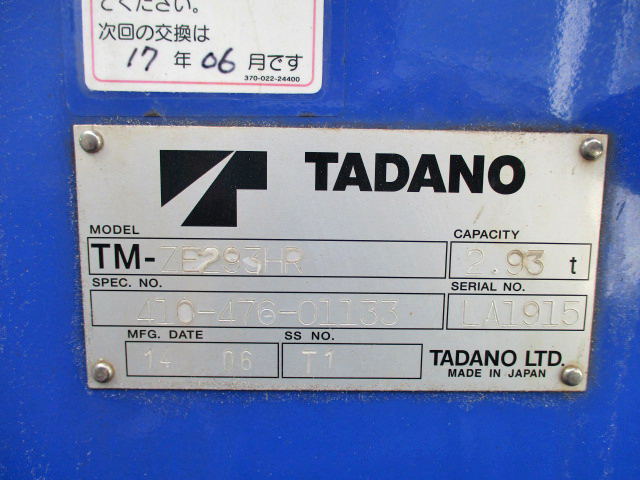 てください。
次回の交換は
17 年 06 月です
370-022-24400
TADANO
MODEL CAPACITY
TM-ZE293HR 2.93 t
SPEC. NO. SERIAL NO.
410-476-01133 LA1915
MFG. DATE SS NO.
14 06 T1
TADANO LTD.
MADE IN JAPAN